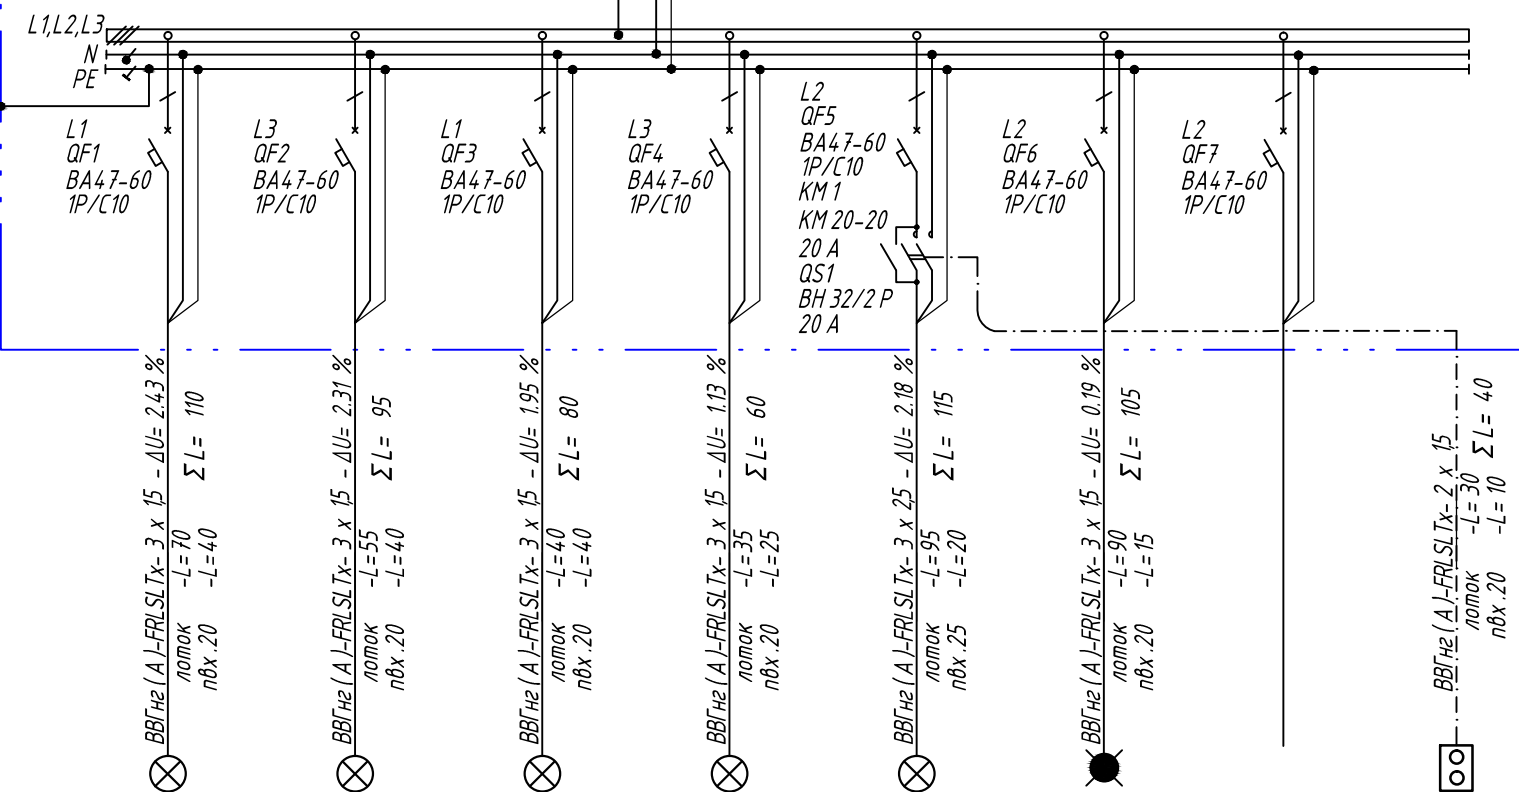 L1,L2,L3
N
PE
L1
QF1
ВА47-60
1P/C10
L3
QF2
ВА47-60
1P/C10
L1
QF3
ВА47-60
1P/C10
L3
QF4
ВА47-60
1P/C10
L2
QF5
ВА47-60
1P/C10
КМ 1
КМ 20-20
20 А
QS1
ВН 32/2 Р
20 А
L2
QF6
ВА47-60
1P/C10
L2
QF7
ВА47-60
1P/C10
ВВГнг(А)-FRLSLTx- 3 x 1,5 - ΔU= 2.43 %
лоток -L=70
пвх.20 -L=40
ΣL= 110
ВВГнг(А)-FRLSLTx- 3 x 1,5 - ΔU= 2.31 %
лоток -L=55
пвх.20 -L=40
ΣL= 95
ВВГнг(А)-FRLSLTx- 3 x 1,5 - ΔU= 1.95 %
лоток -L=40
пвх.20 -L=40
ΣL= 80
ВВГнг(А)-FRLSLTx- 3 x 1,5 - ΔU= 1.13 %
лоток -L=35
пвх.20 -L=25
ΣL= 60
ВВГнг(А)-FRLSLTx- 3 x 2,5 - ΔU= 2.18 %
лоток -L=95
пвх.25 -L=20
ΣL= 115
ВВГнг(А)-FRLSLTx- 3 x 1,5 - ΔU= 0.19 %
лоток -L=90
пвх.20 -L=15
ΣL= 105
ВВГнг(А)-FRLSLTx- 2 x 1,5
лоток -L=30
пвх.20 -L=10
ΣL= 40